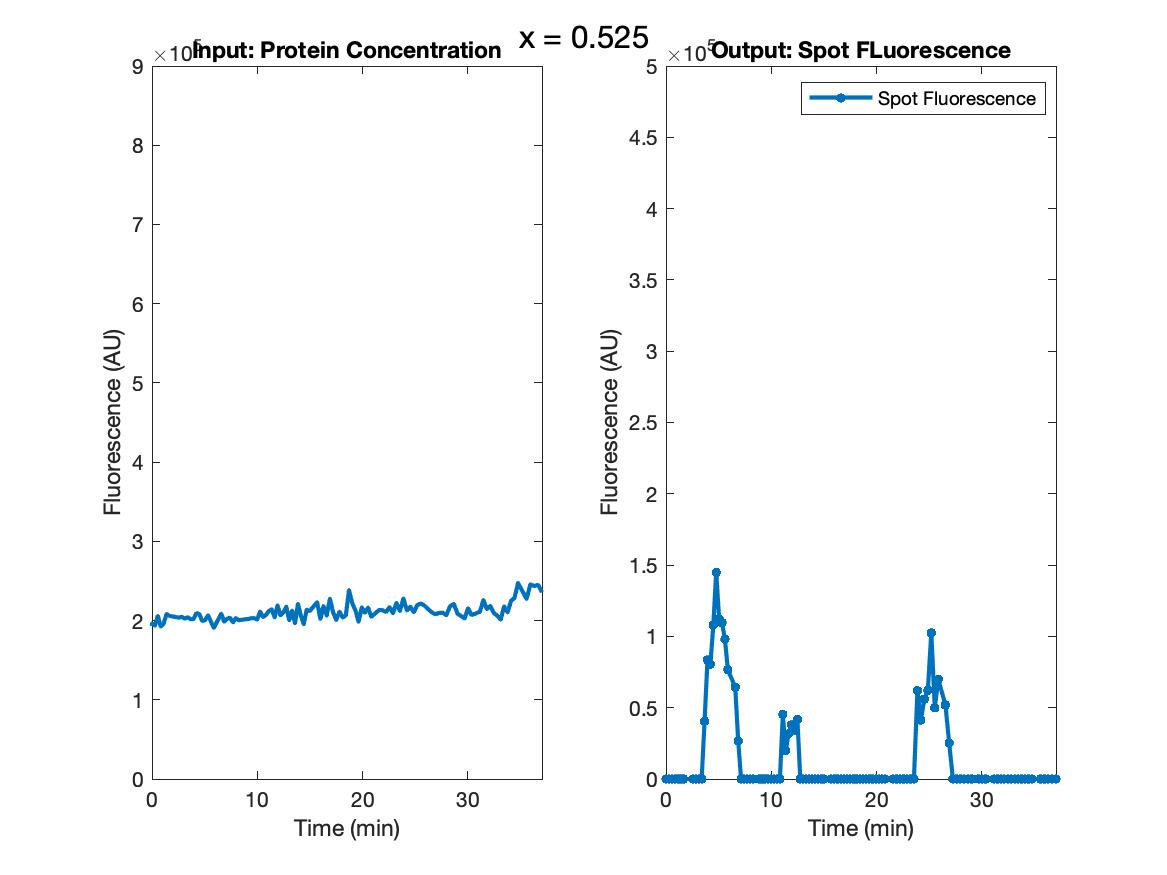 x = 0.525
×10⁵
Input: Protein Concentration
9
8
7
6
5
4
3
2
1
0
Fluorescence (AU)
0 10 20 30
Time (min)
×10⁵
Output: Spot FLuorescence
Spot Fluorescence
5
4.5
4
3.5
3
2.5
2
1.5
1
0.5
0
Fluorescence (AU)
0 10 20 30
Time (min)